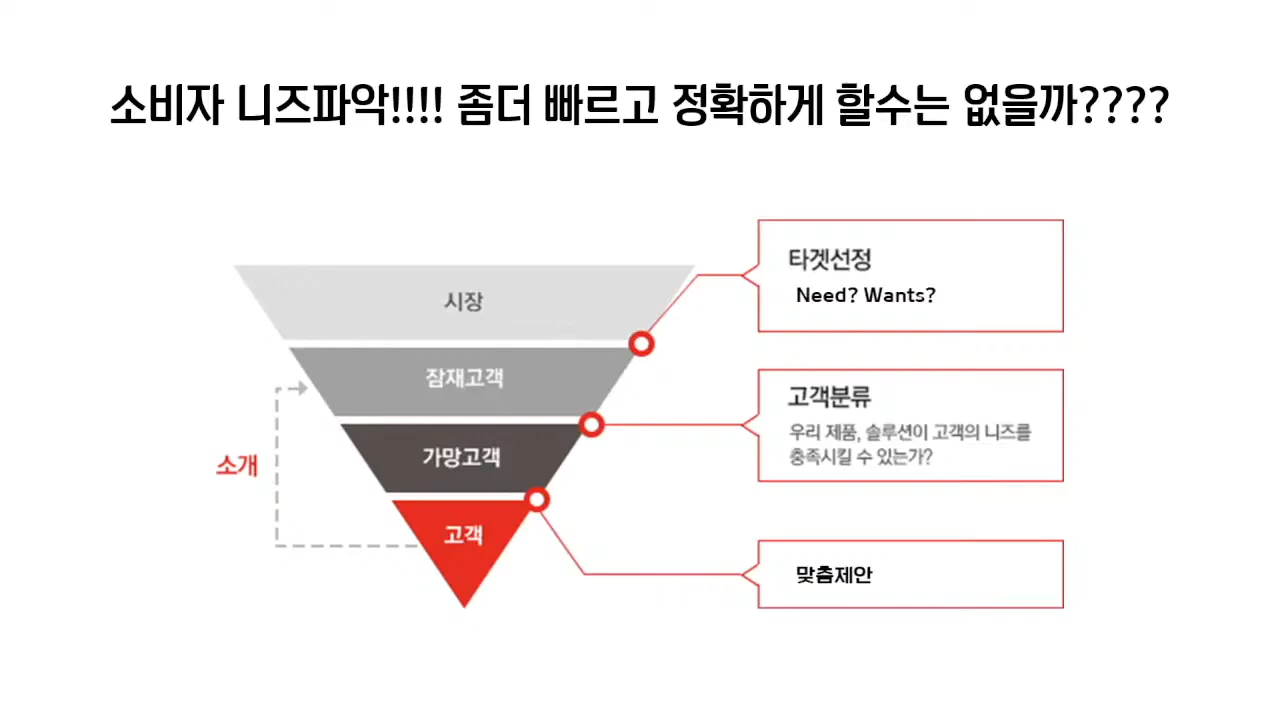 소비자 니즈파악!!!! 좀더 빠르고 정확하게 할수는 없을까????
시장
잠재고객
가망고객
고객
소개
타겟선정
Need? Wants?
고객분류
우리 제품, 솔루션이 고객의 니즈를
충족시킬 수 있는가?
맞춤제안